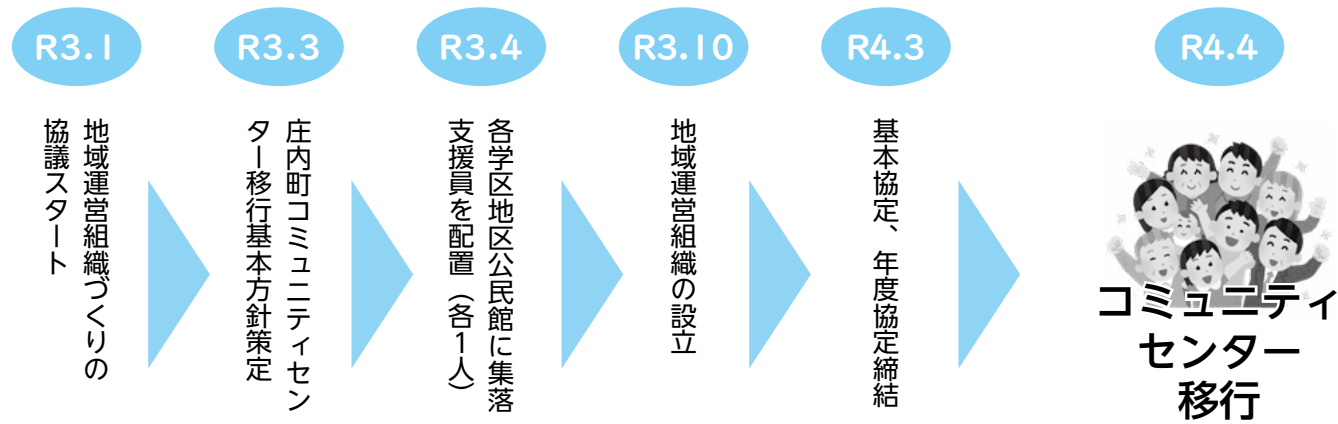 R3.1
地域運営組織づくりの
協議スタート
R3.3
庄内町コミュニティセン
ター移行基本方針策定
R3.4
各学区地区公民館に集落
支援員を配置（各1人）
R3.10
地域運営組織の設立
R4.3
基本協定、年度協定締結
R4.4
コミュニティ
センター
移行